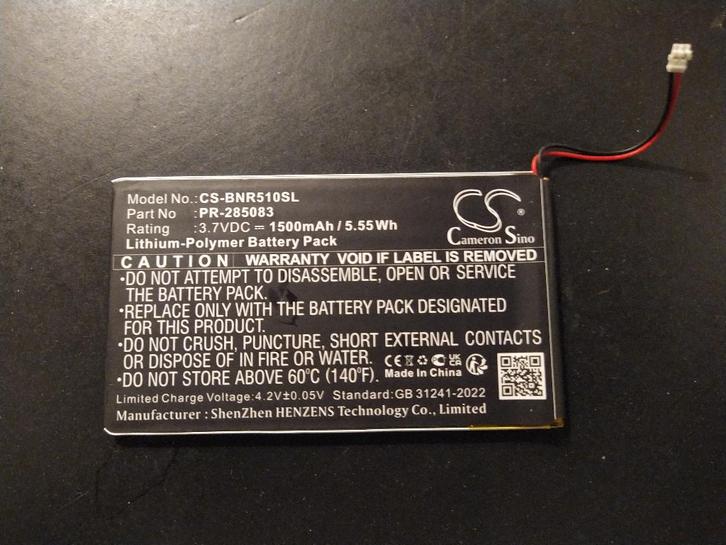 Model No.:CS-BNR510SL
Part No :PR-285083
Rating :3.7VDC ⎓ 1500mAh / 5.55Wh
Lithium-Polymer Battery Pack
CS
Cameron Sino
CAUTION WARRANTY VOID IF LABEL IS REMOVED
•DO NOT ATTEMPT TO DISASSEMBLE, OPEN OR SERVICE
THE BATTERY PACK.
•REPLACE ONLY WITH THE BATTERY PACK DESIGNATED
FOR THIS PRODUCT.
•DO NOT CRUSH, PUNCTURE, SHORT EXTERNAL CONTACTS
OR DISPOSE OF IN FIRE OR WATER.
•DO NOT STORE ABOVE 60°C (140°F).
CE UKCA
Made in China
Limited Charge Voltage:4.2V±0.05V Standard:GB 31241-2022
Manufacturer : ShenZhen HENZENS Technology Co., Limited